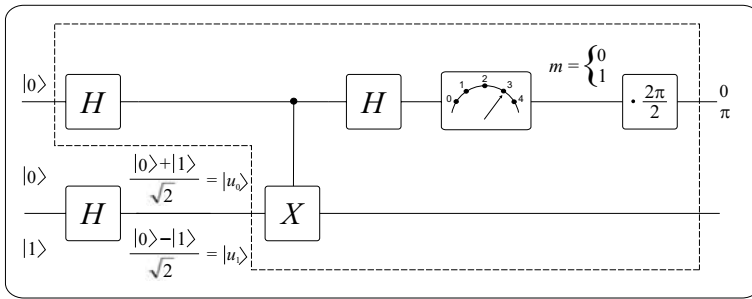 |0⟩ H H 0 1 2 3 4 m = { 0 1 · 2π/2 0 π
|0⟩ H |0⟩+|1⟩/√2 = |u₀⟩ X
|1⟩ |0⟩−|1⟩/√2 = |u₁⟩